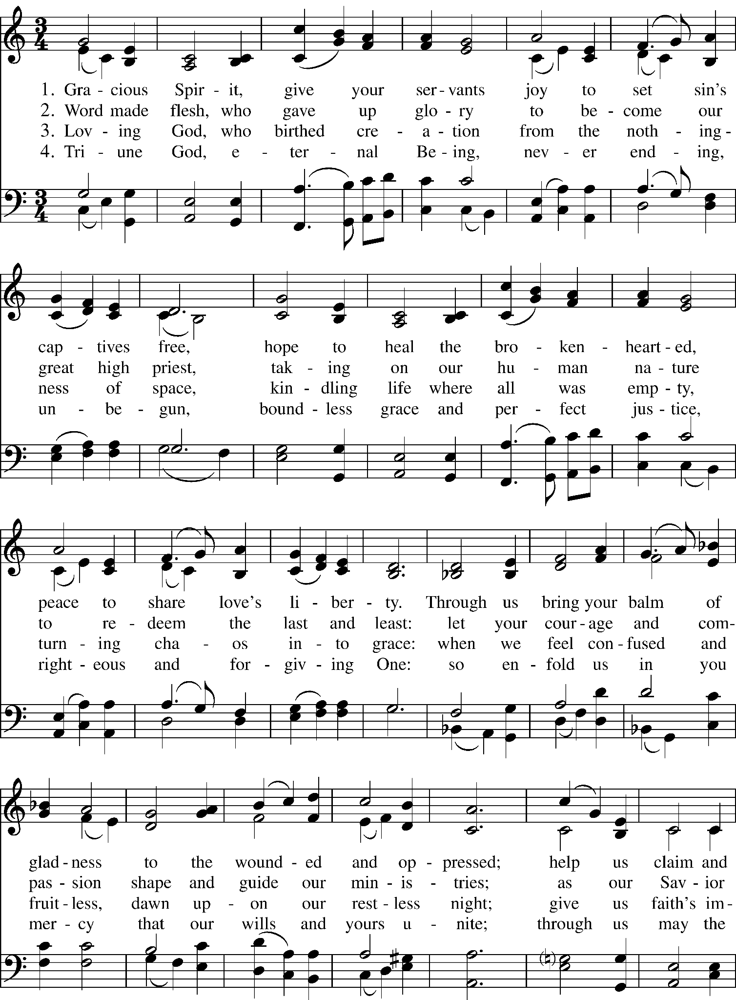 1. Gra - cious Spir - it, give your ser - vants joy to set sin's
2. Word made flesh, who gave up glo - ry to be - come our
3. Lov - ing God, who birthed cre - a - tion from the noth - ing -
4. Tri - une God, e - ter - nal Be - ing, nev - er end - ing,
cap - tives free, hope to heal the bro - ken - heart - ed,
great high priest, tak - ing on our hu - man na - ture
ness of space, kin - dling life where all was emp - ty,
un - be - gun, bound - less grace and per - fect jus - tice,
peace to share love's li - ber - ty. Through us bring your balm of
to re - deem the last and least: let your cour - age and com-
turn - ing cha - os in - to grace: when we feel con - fused and
right - eous and for - giv - ing One: so en - fold us in you
glad - ness to the wound - ed and op - pressed; help us claim and
pas - sion shape and guide our min - is - tries; as our Sav - ior
fruit - less, dawn up - on our rest - less night; give us faith's im -
mer - cy that our wills and yours u - nite; through us may the